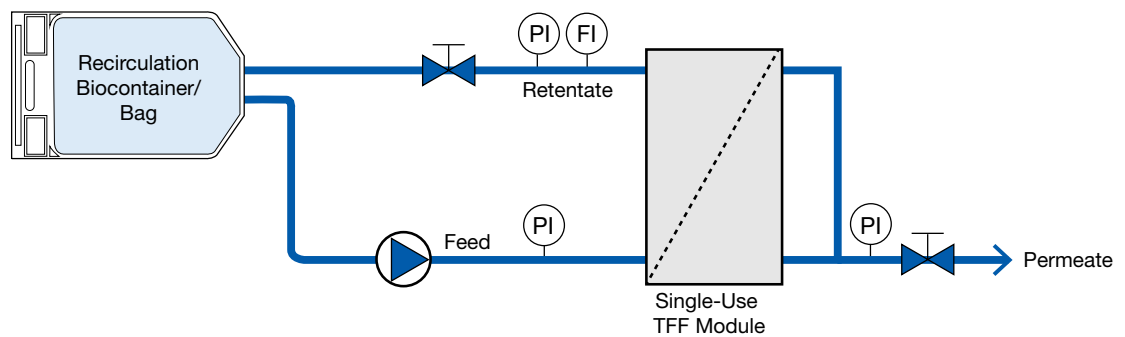 Recirculation
Biocontainer/
Bag
PI
FI
Retentate
Feed
PI
PI
Permeate
Single-Use
TFF Module